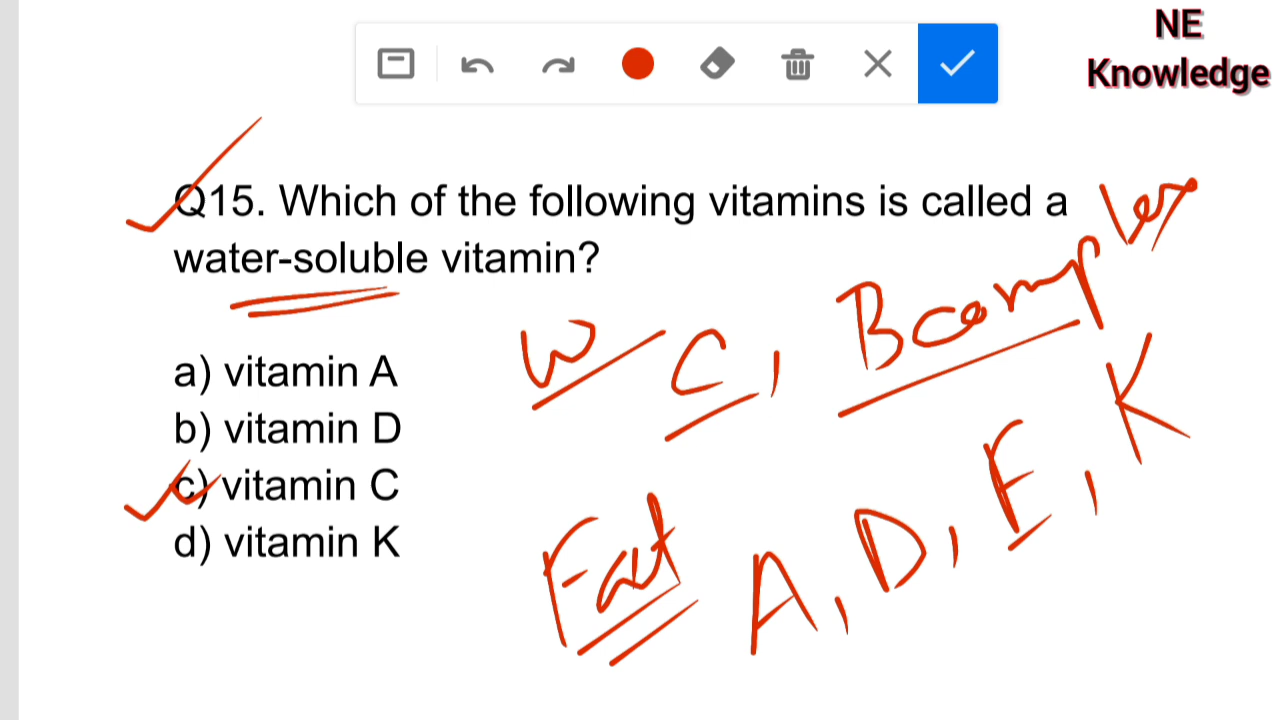 NE
Knowledge
Q15. Which of the following vitamins is called a
water-soluble vitamin?
a) vitamin A
b) vitamin D
c) vitamin C
d) vitamin K
W C, Bcomplex
Fat A, D, E, K